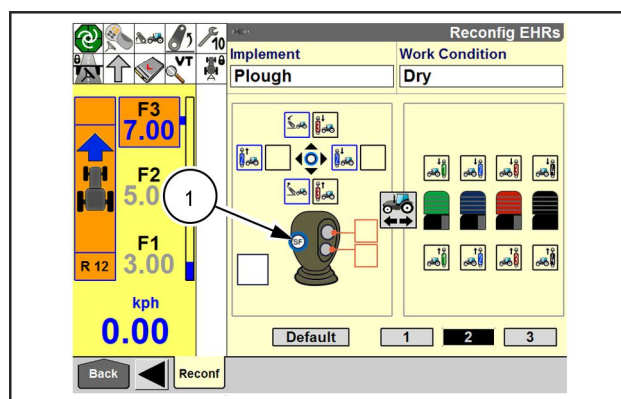 10
VT
L
Reconfig EHRs
Implement
Work Condition
Plough
Dry
F3
7.00
F2
5.0
1
F1
3.00
R 12
SF
kph
0.00
Default
1
2
3
Back
Reconf